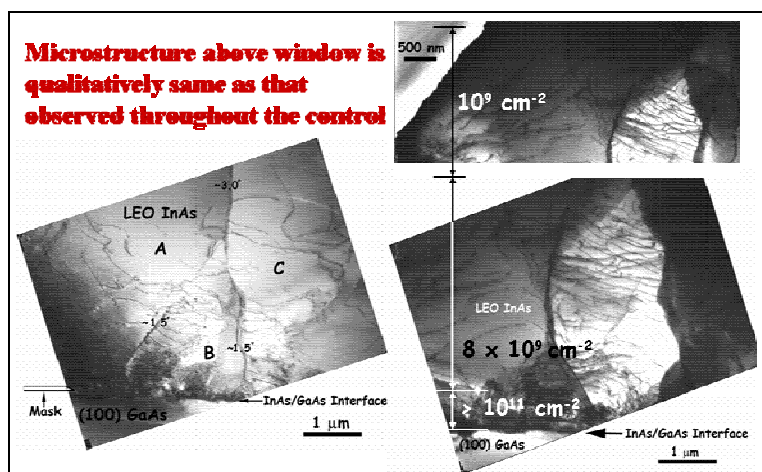 Microstructure above window is
qualitatively same as that
observed throughout the control
~3.0°
LEO InAs
A
C
~1.5°
B
~1.5°
Mask
(100) GaAs
InAs/GaAs Interface
1 μm
500 nm
10⁹ cm⁻²
LEO InAs
8 × 10⁹ cm⁻²
> 10¹¹ cm⁻²
(100) GaAs
InAs/GaAs Interface
1 μm